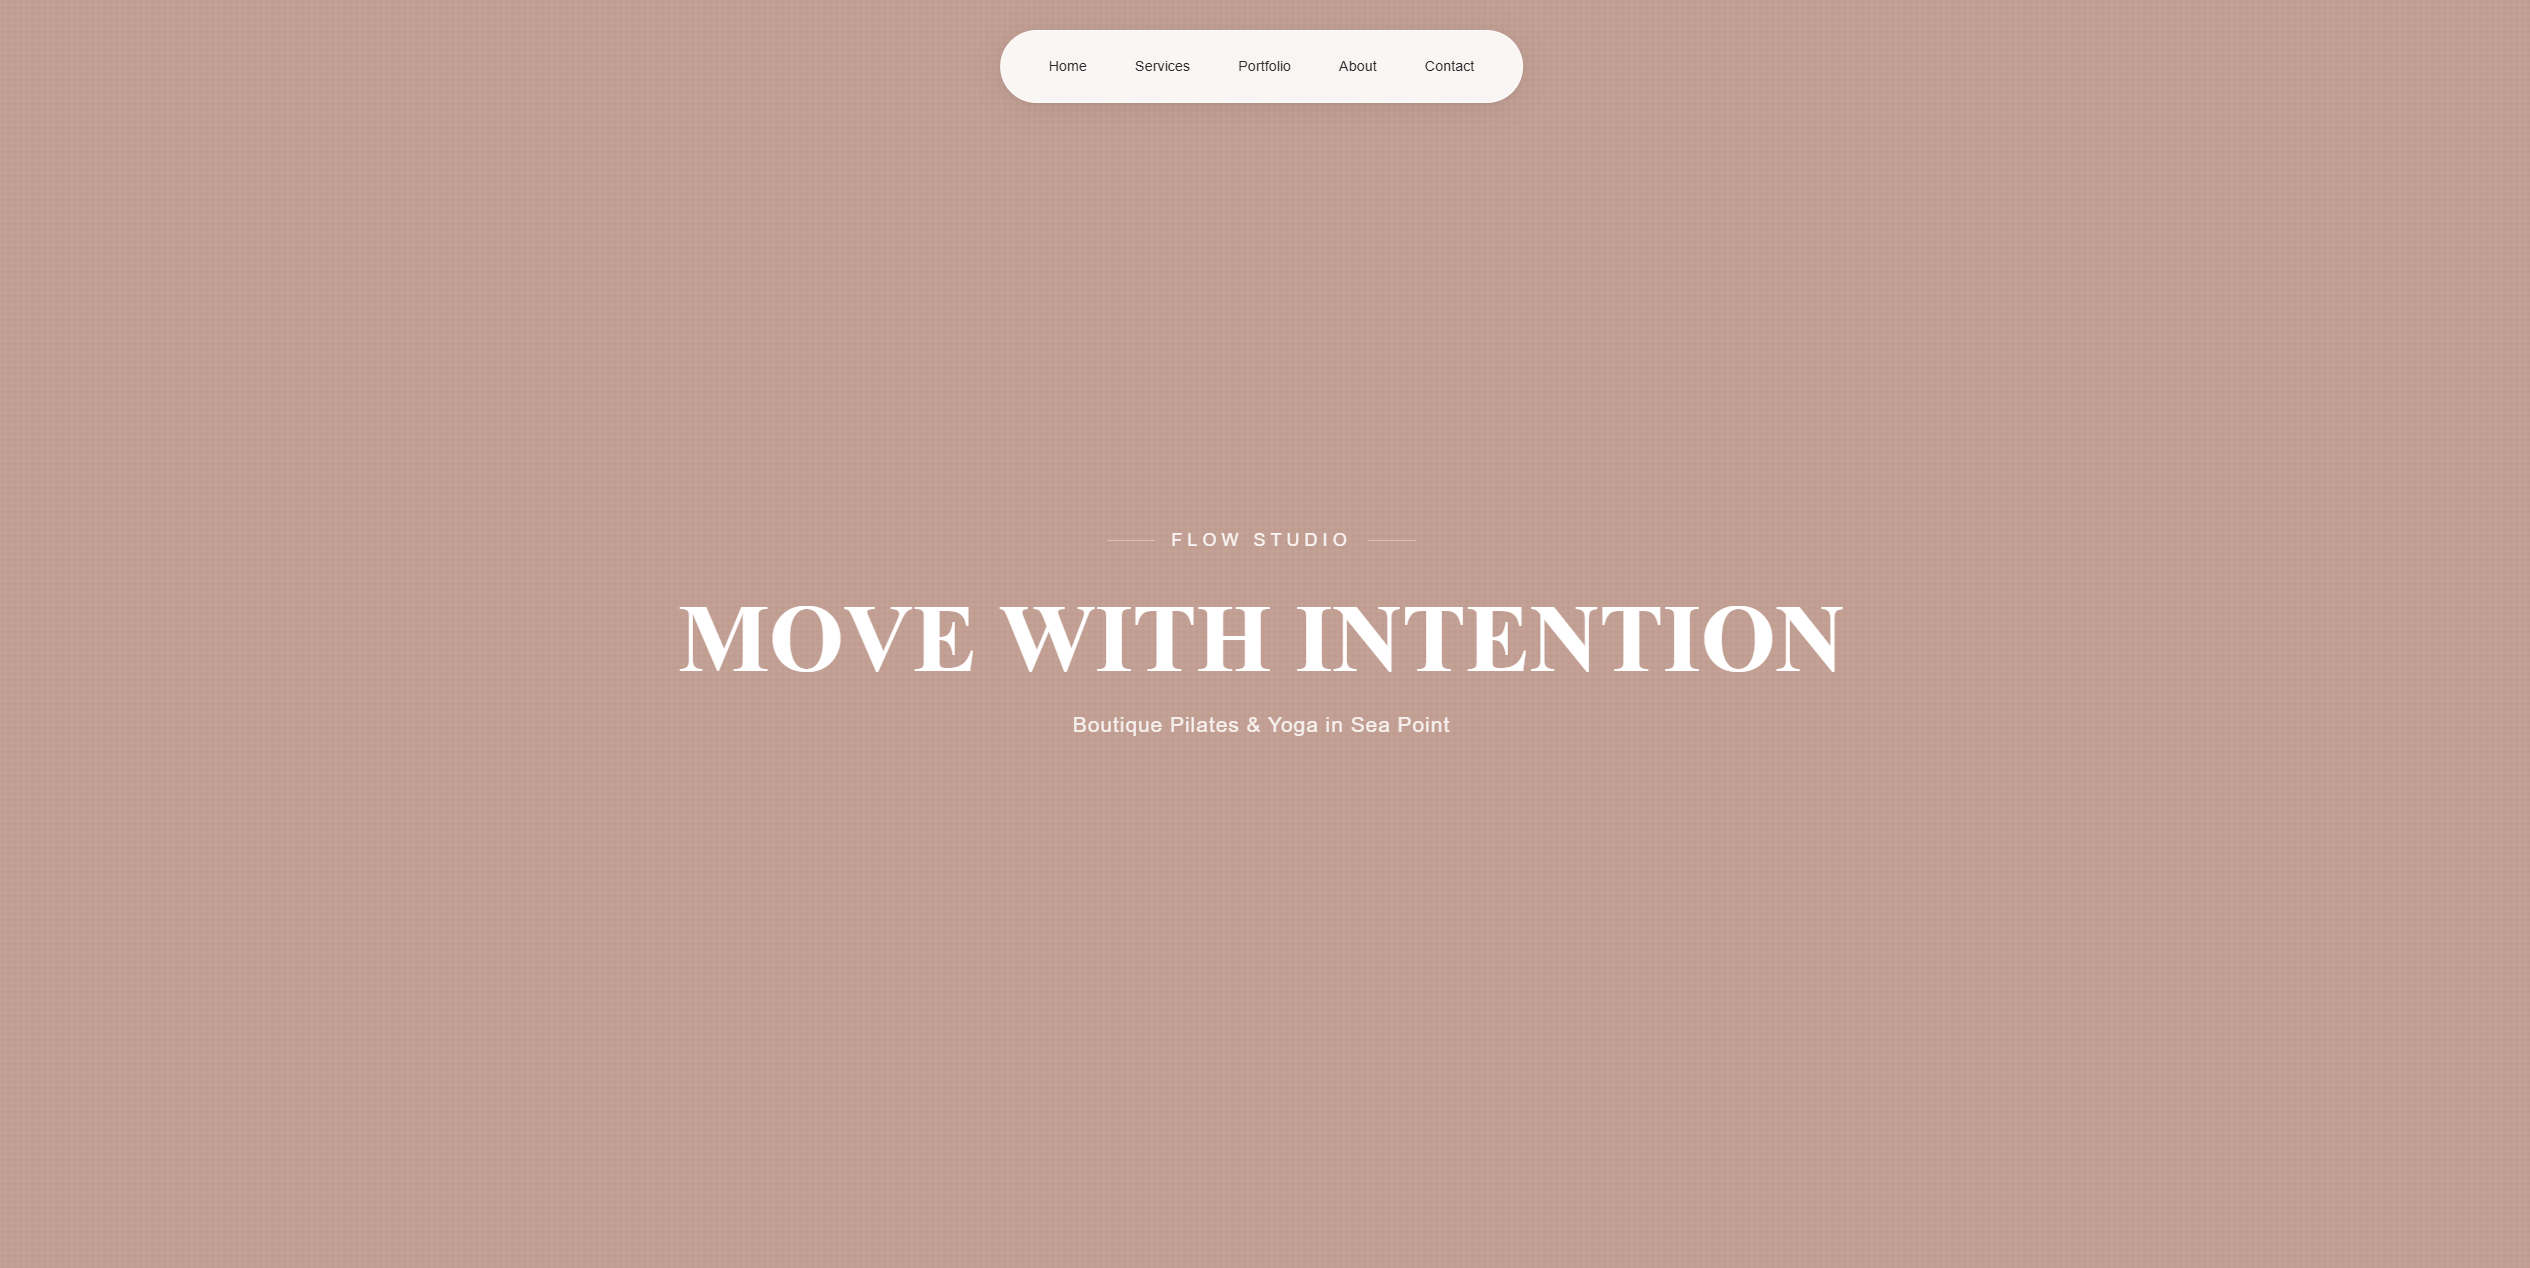 Home Services Portfolio About Contact
FLOW STUDIO
MOVE WITH INTENTION
Boutique Pilates & Yoga in Sea Point